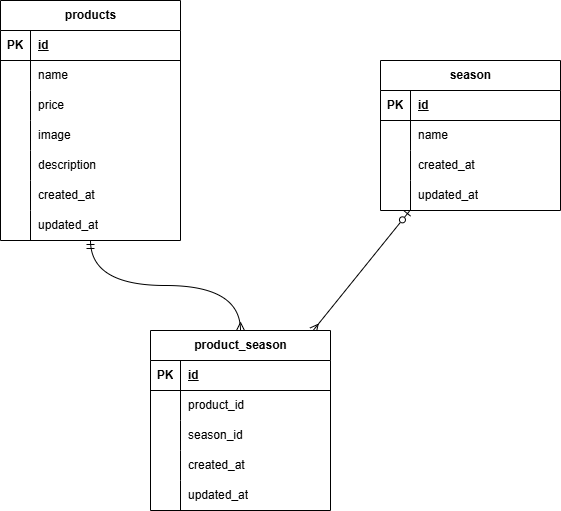 products
PK id
name
price
image
description
created_at
updated_at
season
PK id
name
created_at
updated_at
product_season
PK id
product_id
season_id
created_at
updated_at